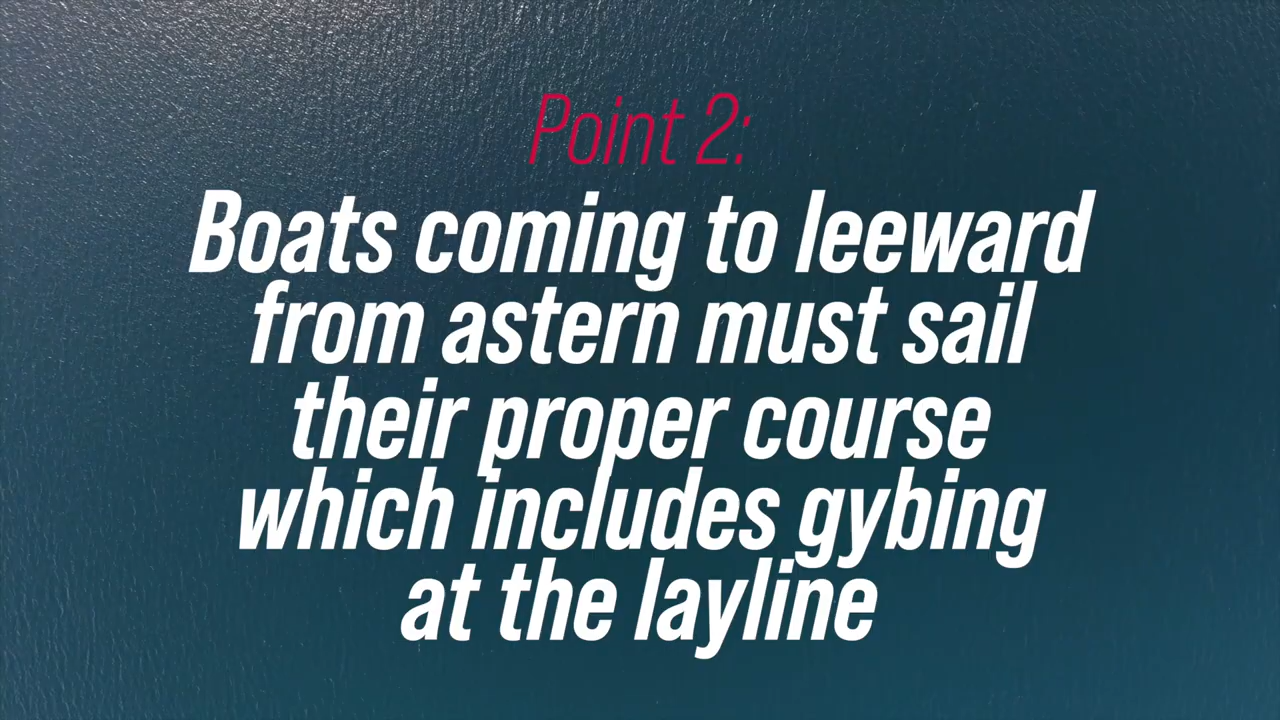 Point 2:
Boats coming to leeward
from astern must sail
their proper course
which includes gybing
at the layline